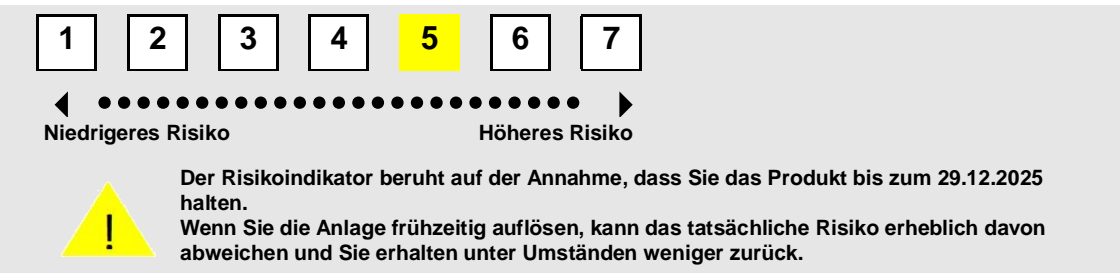 1 2 3 4 5 6 7
Niedrigeres Risiko Höheres Risiko
Der Risikoindikator beruht auf der Annahme, dass Sie das Produkt bis zum 29.12.2025
halten.
Wenn Sie die Anlage frühzeitig auflösen, kann das tatsächliche Risiko erheblich davon
abweichen und Sie erhalten unter Umständen weniger zurück.
!